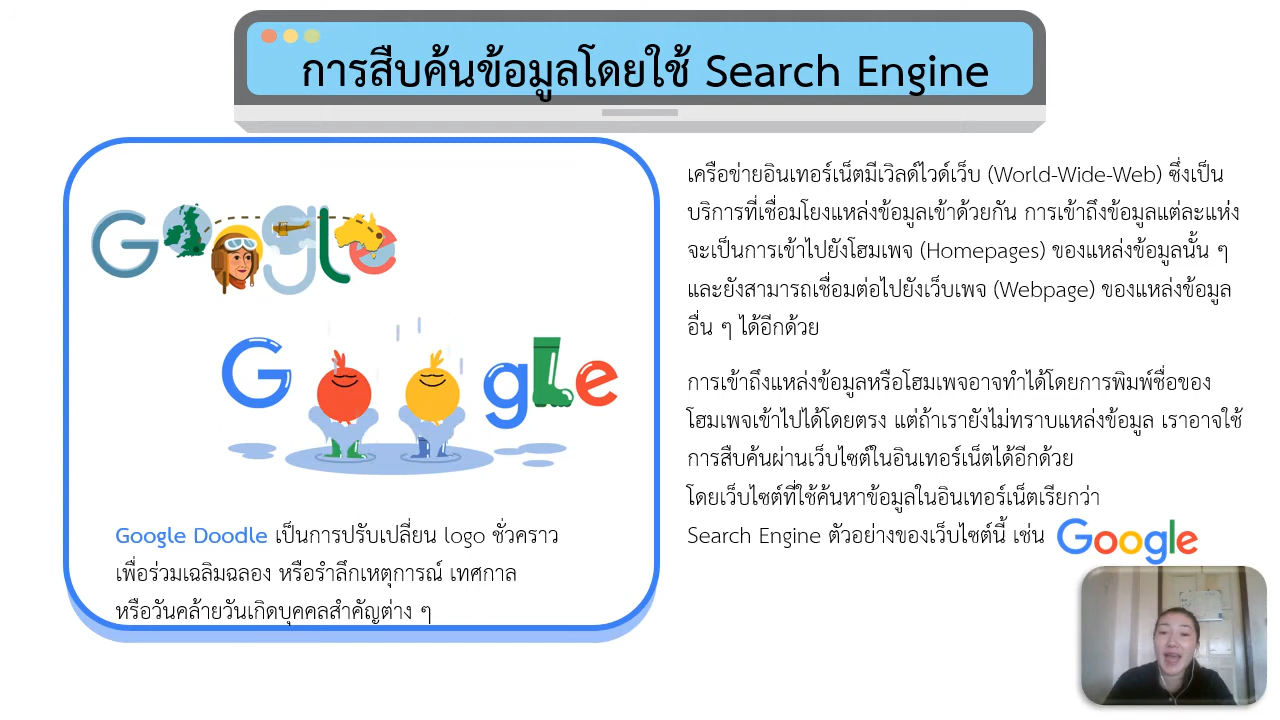 การสืบค้นข้อมูลโดยใช้ Search Engine
Google
Google
Google Doodle เป็นการปรับเปลี่ยน logo ชั่วคราว
เพื่อร่วมเฉลิมฉลอง หรือรำลึกเหตุการณ์ เทศกาล
หรือวันคล้ายวันเกิดบุคคลสำคัญต่าง ๆ
เครือข่ายอินเทอร์เน็ตมีเวิลด์ไวด์เว็บ (World-Wide-Web) ซึ่งเป็น
บริการที่เชื่อมโยงแหล่งข้อมูลเข้าด้วยกัน การเข้าถึงข้อมูลแต่ละแห่ง
จะเป็นการเข้าไปยังโฮมเพจ (Homepages) ของแหล่งข้อมูลนั้น ๆ
และยังสามารถเชื่อมต่อไปยังเว็บเพจ (Webpage) ของแหล่งข้อมูล
อื่น ๆ ได้อีกด้วย
การเข้าถึงแหล่งข้อมูลหรือโฮมเพจอาจทำได้โดยการพิมพ์ชื่อของ
โฮมเพจเข้าไปได้โดยตรง แต่ถ้าเรายังไม่ทราบแหล่งข้อมูล เราอาจใช้
การสืบค้นผ่านเว็บไซต์ในอินเทอร์เน็ตได้อีกด้วย
โดยเว็บไซต์ที่ใช้ค้นหาข้อมูลในอินเทอร์เน็ตเรียกว่า
Search Engine ตัวอย่างของเว็บไซต์นี้ เช่น Google